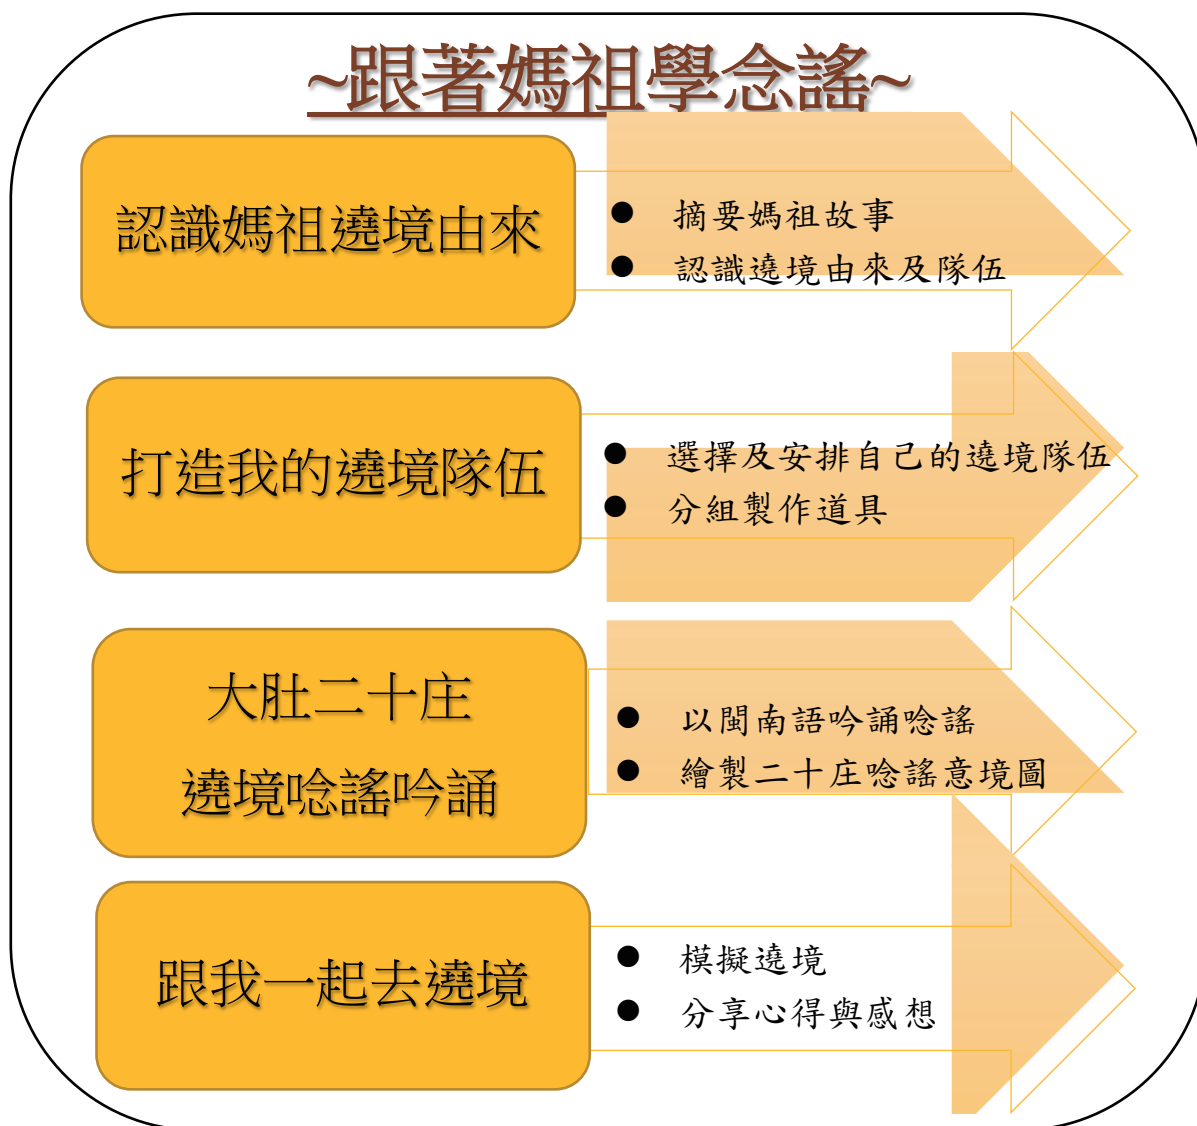 ~跟著媽祖學念謠~
認識媽祖遶境由來
● 摘要媽祖故事
● 認識遶境由來及隊伍
打造我的遶境隊伍
● 選擇及安排自己的遶境隊伍
● 分組製作道具
大肚二十庄
遶境唸謠吟誦
● 以閩南語吟誦唸謠
● 繪製二十庄唸謠意境圖
跟我一起去遶境
● 模擬遶境
● 分享心得與感想